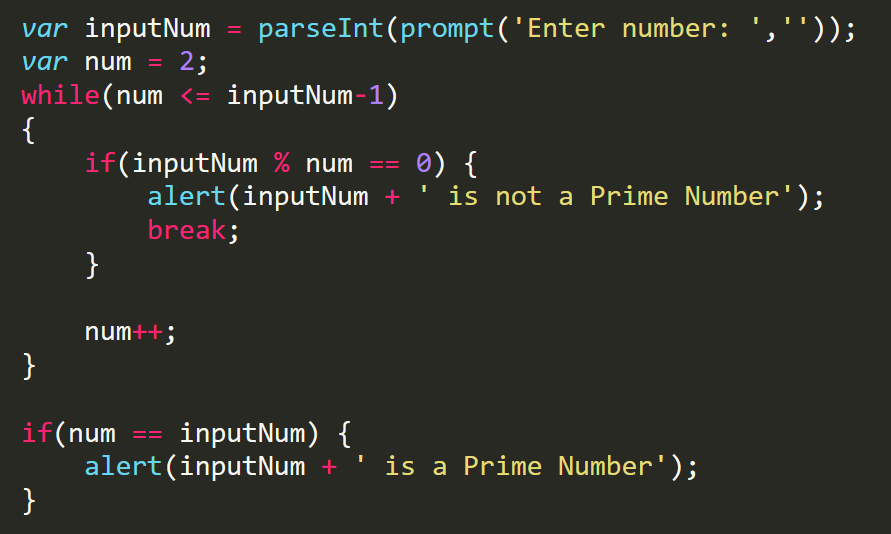 var inputNum = parseInt(prompt('Enter number: ',''));
var num = 2;
while(num <= inputNum-1)
{
    if(inputNum % num == 0) {
        alert(inputNum + ' is not a Prime Number');
        break;
    }

    num++;
}

if(num == inputNum) {
    alert(inputNum + ' is a Prime Number');
}